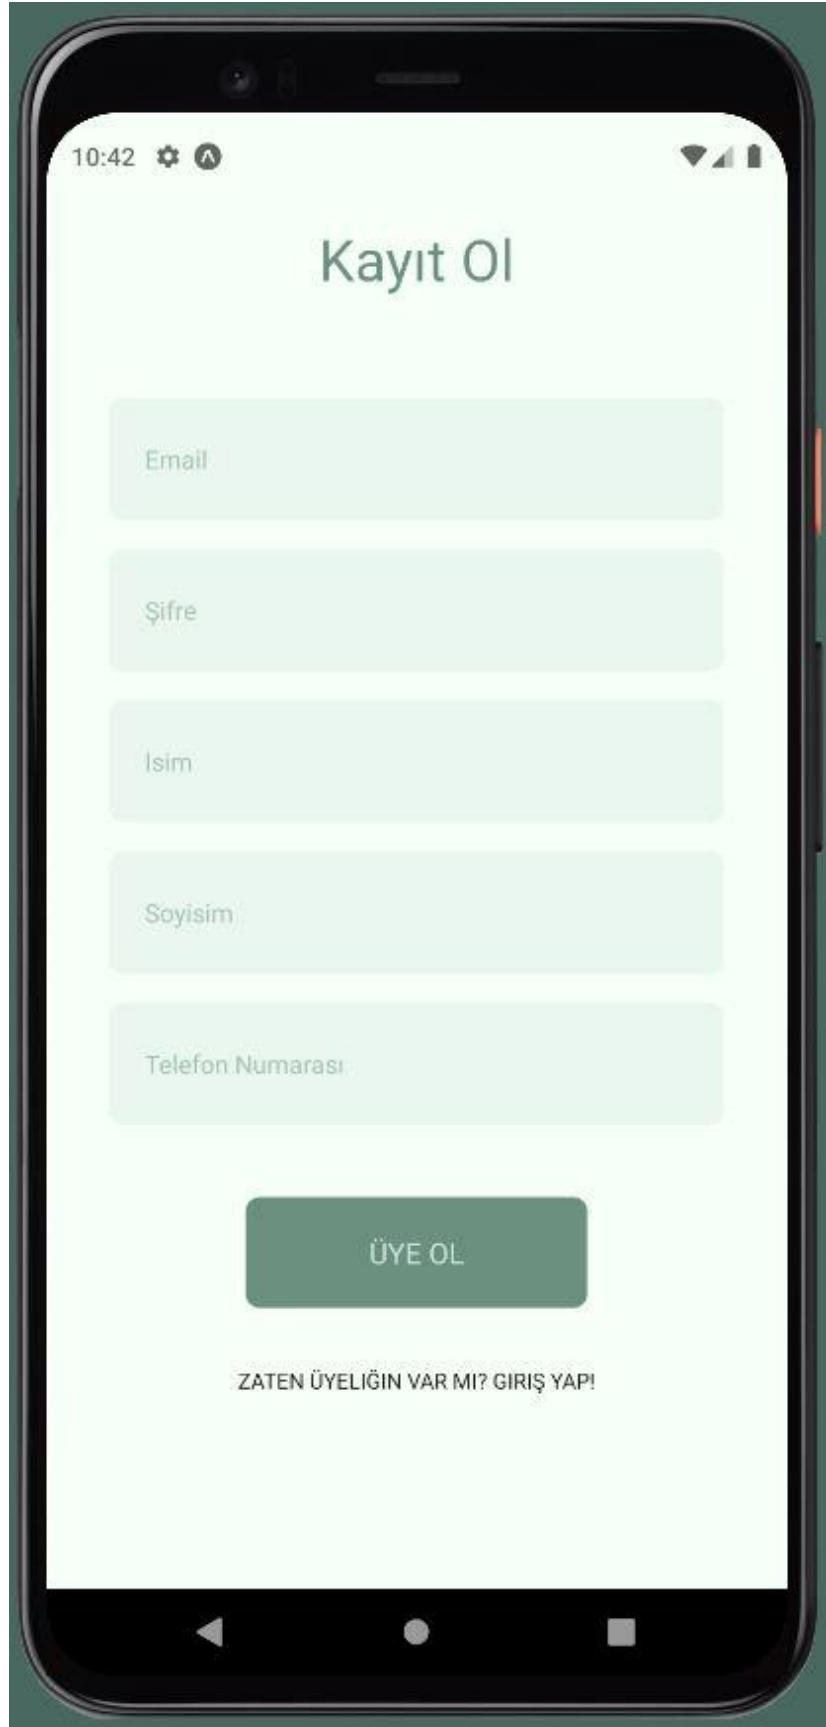 10:42
Kayıt Ol
Email
Şifre
Isim
Soyisim
Telefon Numarası
ÜYE OL
ZATEN ÜYELIĞIN VAR MI? GIRIŞ YAP!